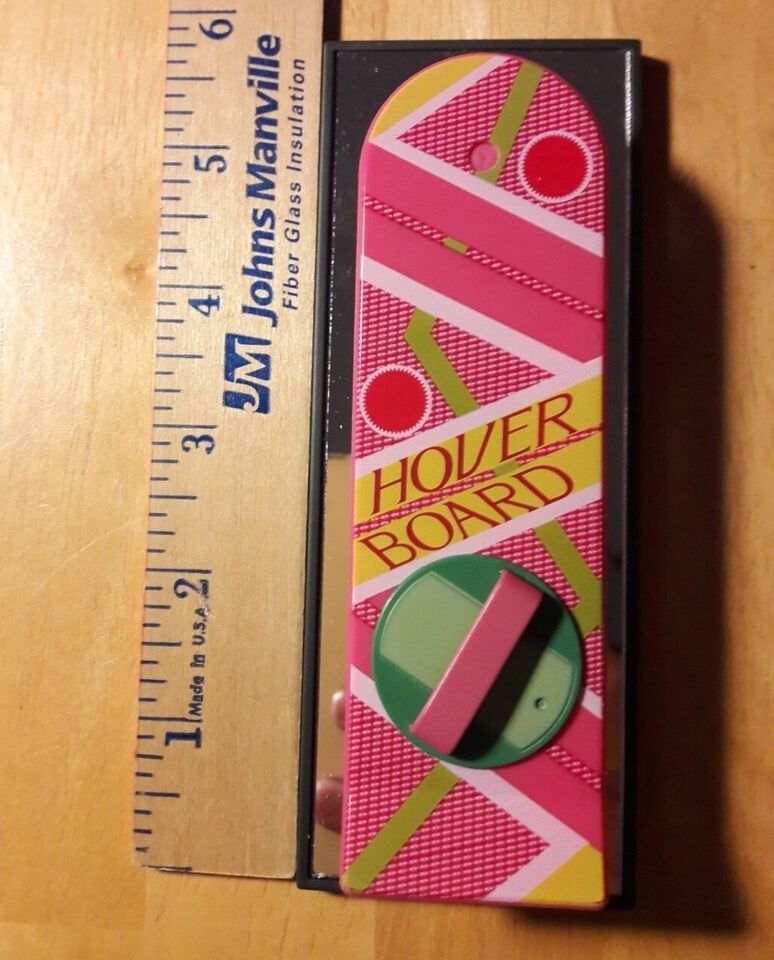 6
5
4
3
2
1
Johns Manville
Fiber Glass Insulation
JM
Made in U.S.A.
HOVER
BOARD